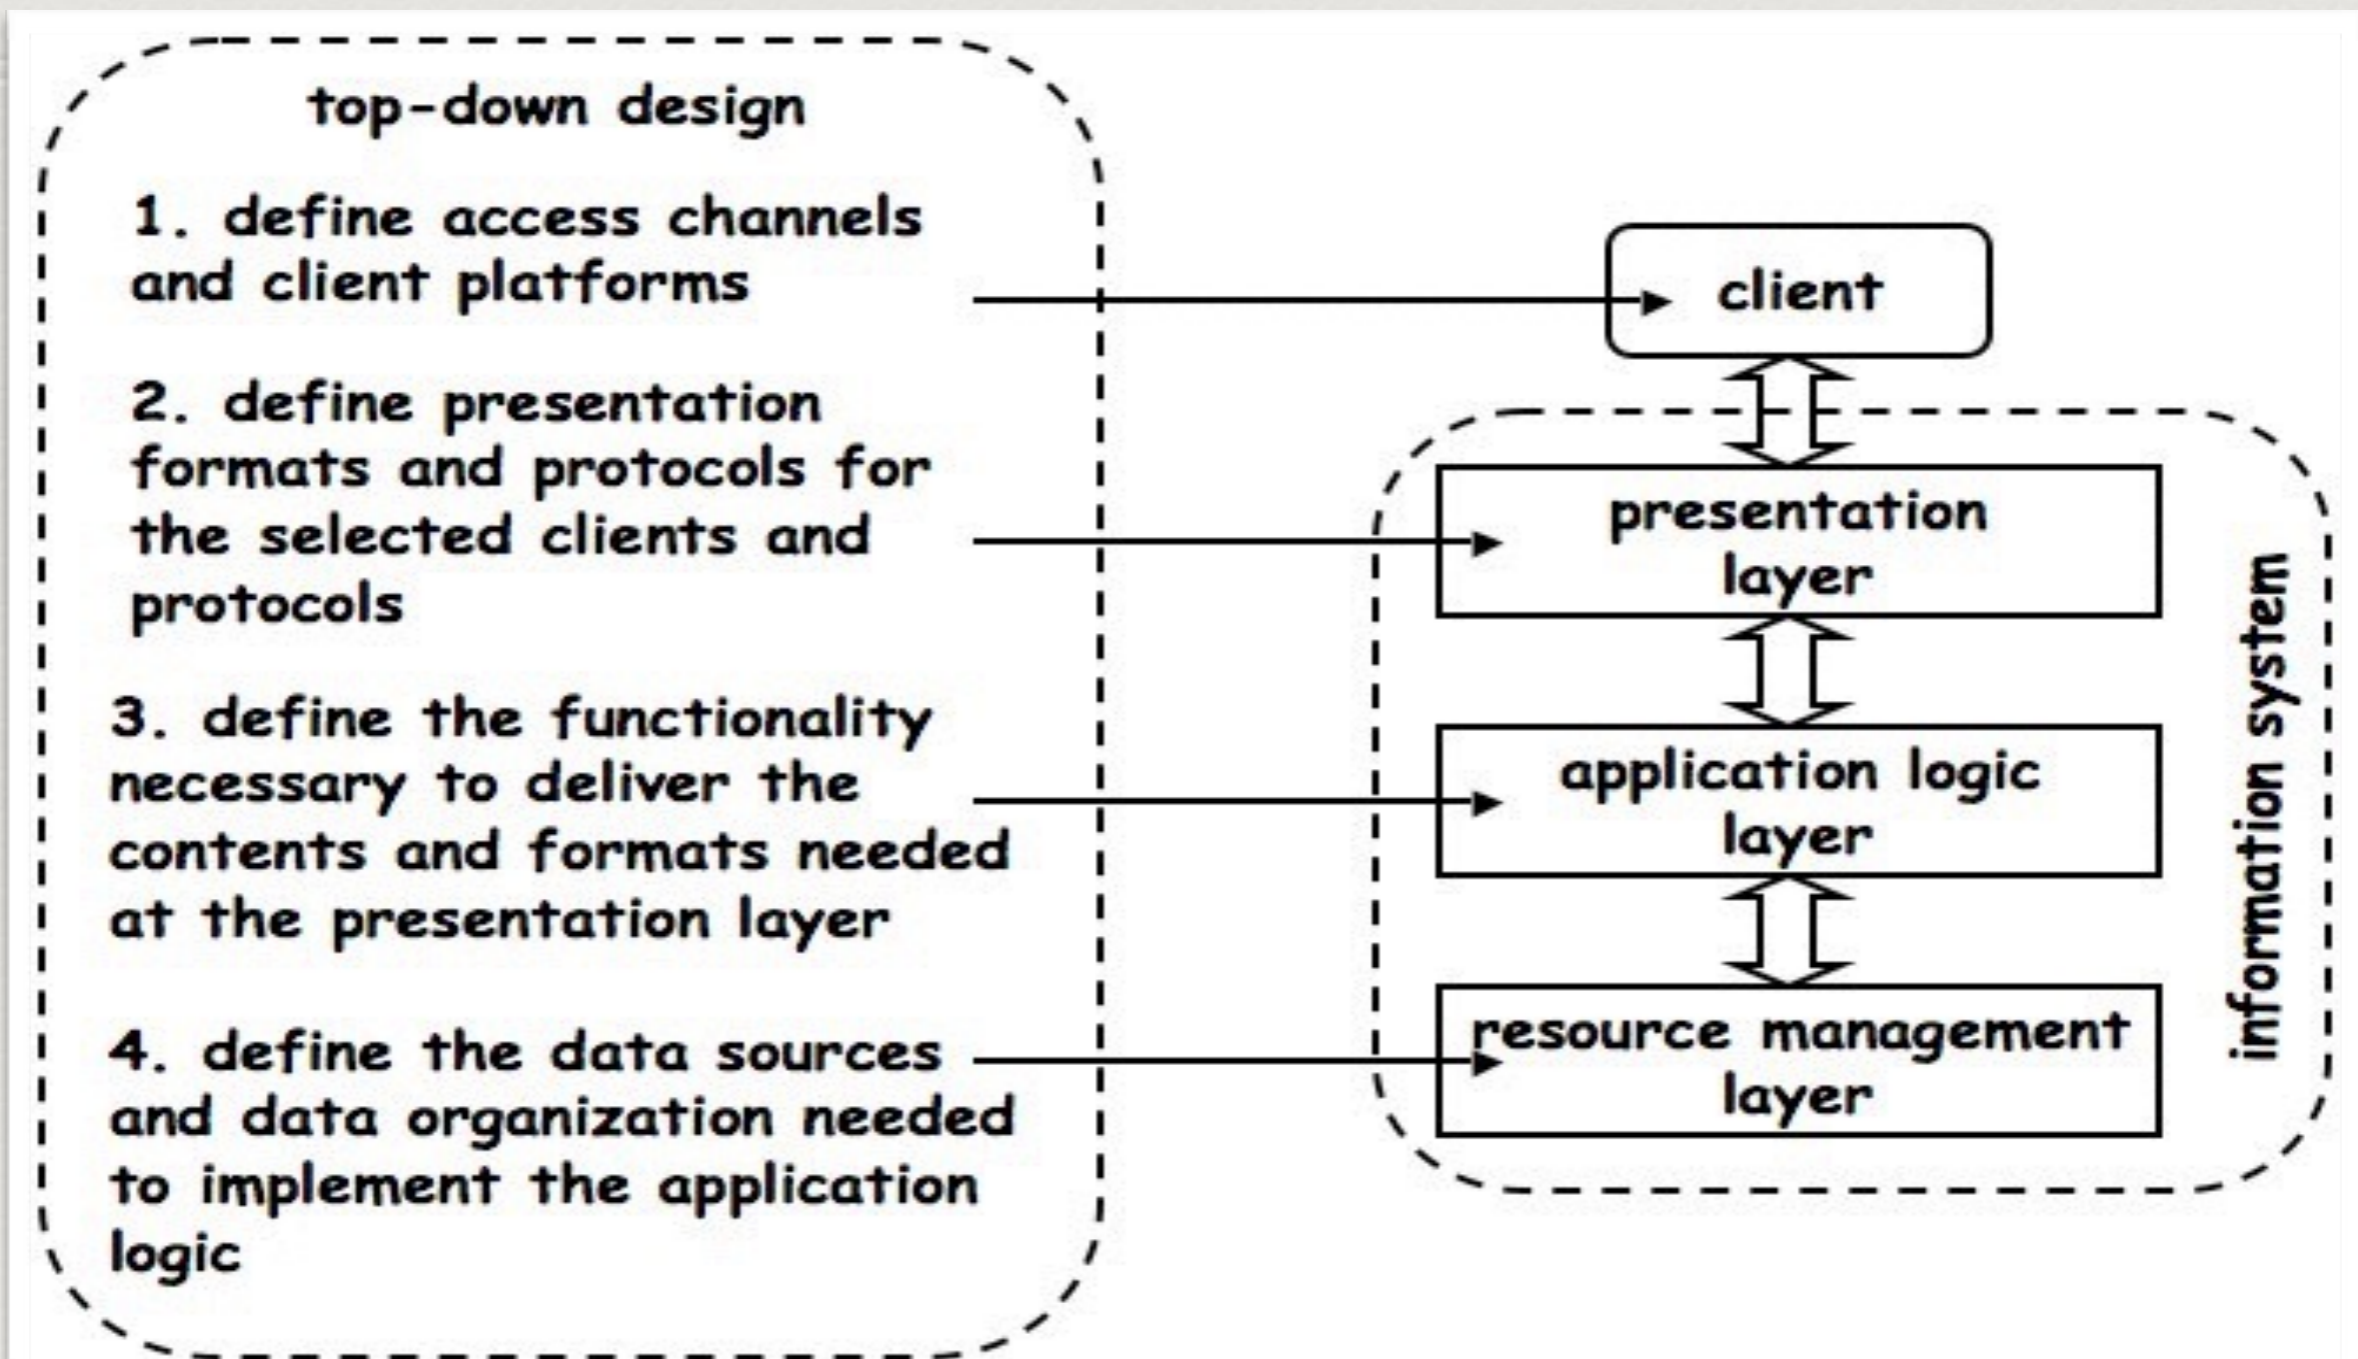 top-down design
1. define access channels
and client platforms
2. define presentation
formats and protocols for
the selected clients and
protocols
3. define the functionality
necessary to deliver the
contents and formats needed
at the presentation layer
4. define the data sources
and data organization needed
to implement the application
logic
client
presentation
layer
application logic
layer
resource management
layer
information system